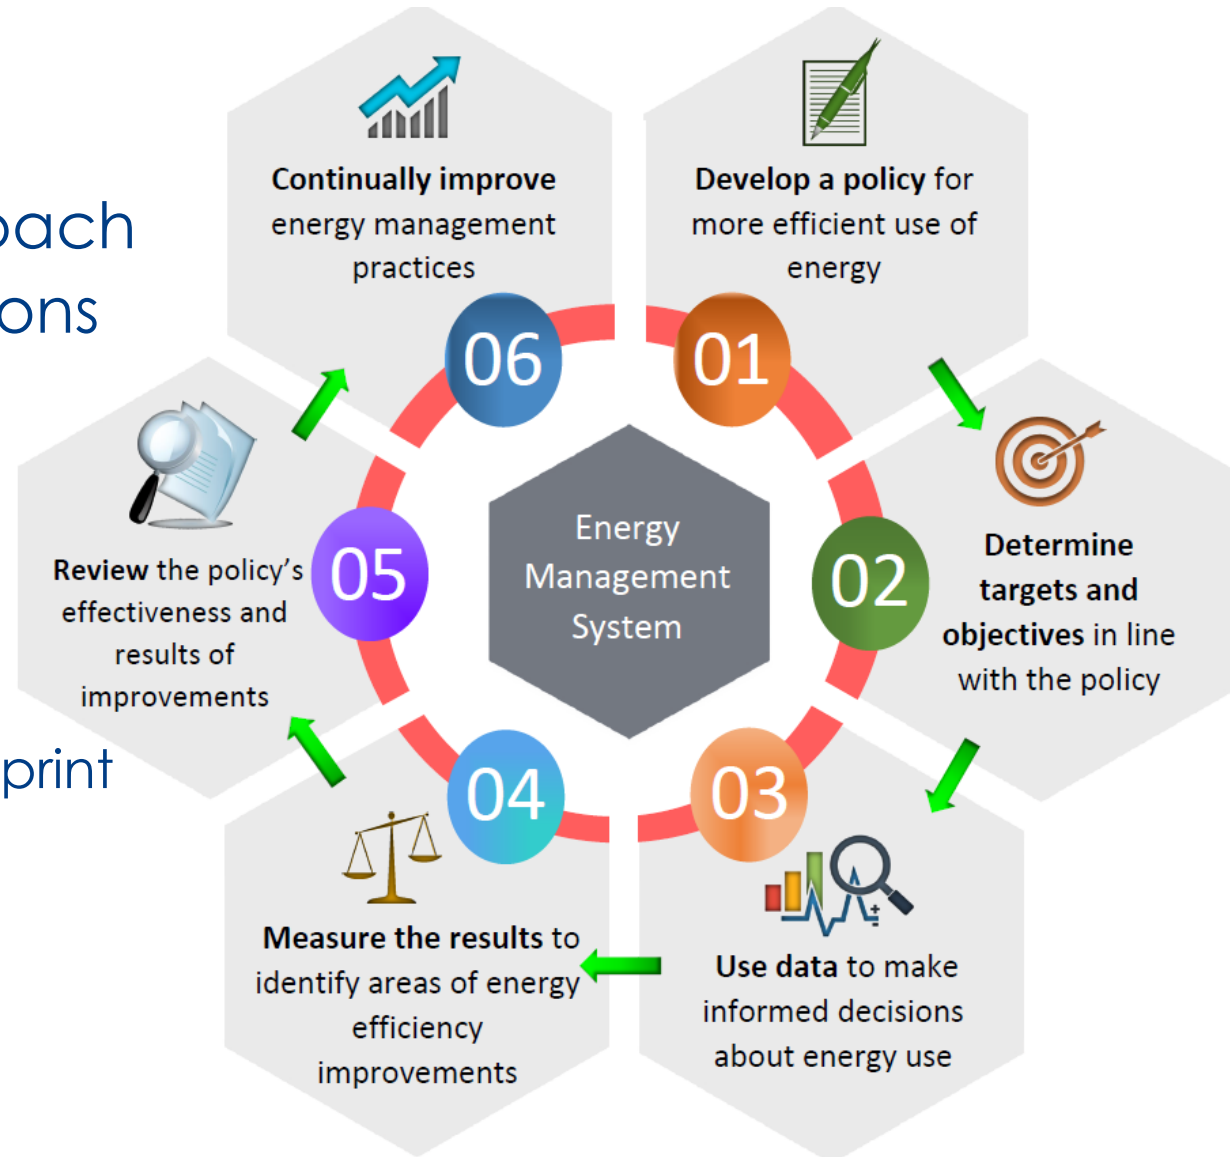 Continually improve
energy management
practices
06
Develop a policy for
more efficient use of
energy
01
Determine
targets and
objectives in line
with the policy
02
Use data to make
informed decisions
about energy use
03
Measure the results to
identify areas of energy
efficiency
improvements
04
Review the policy's
effectiveness and
results of
improvements
05
Energy
Management
System
print